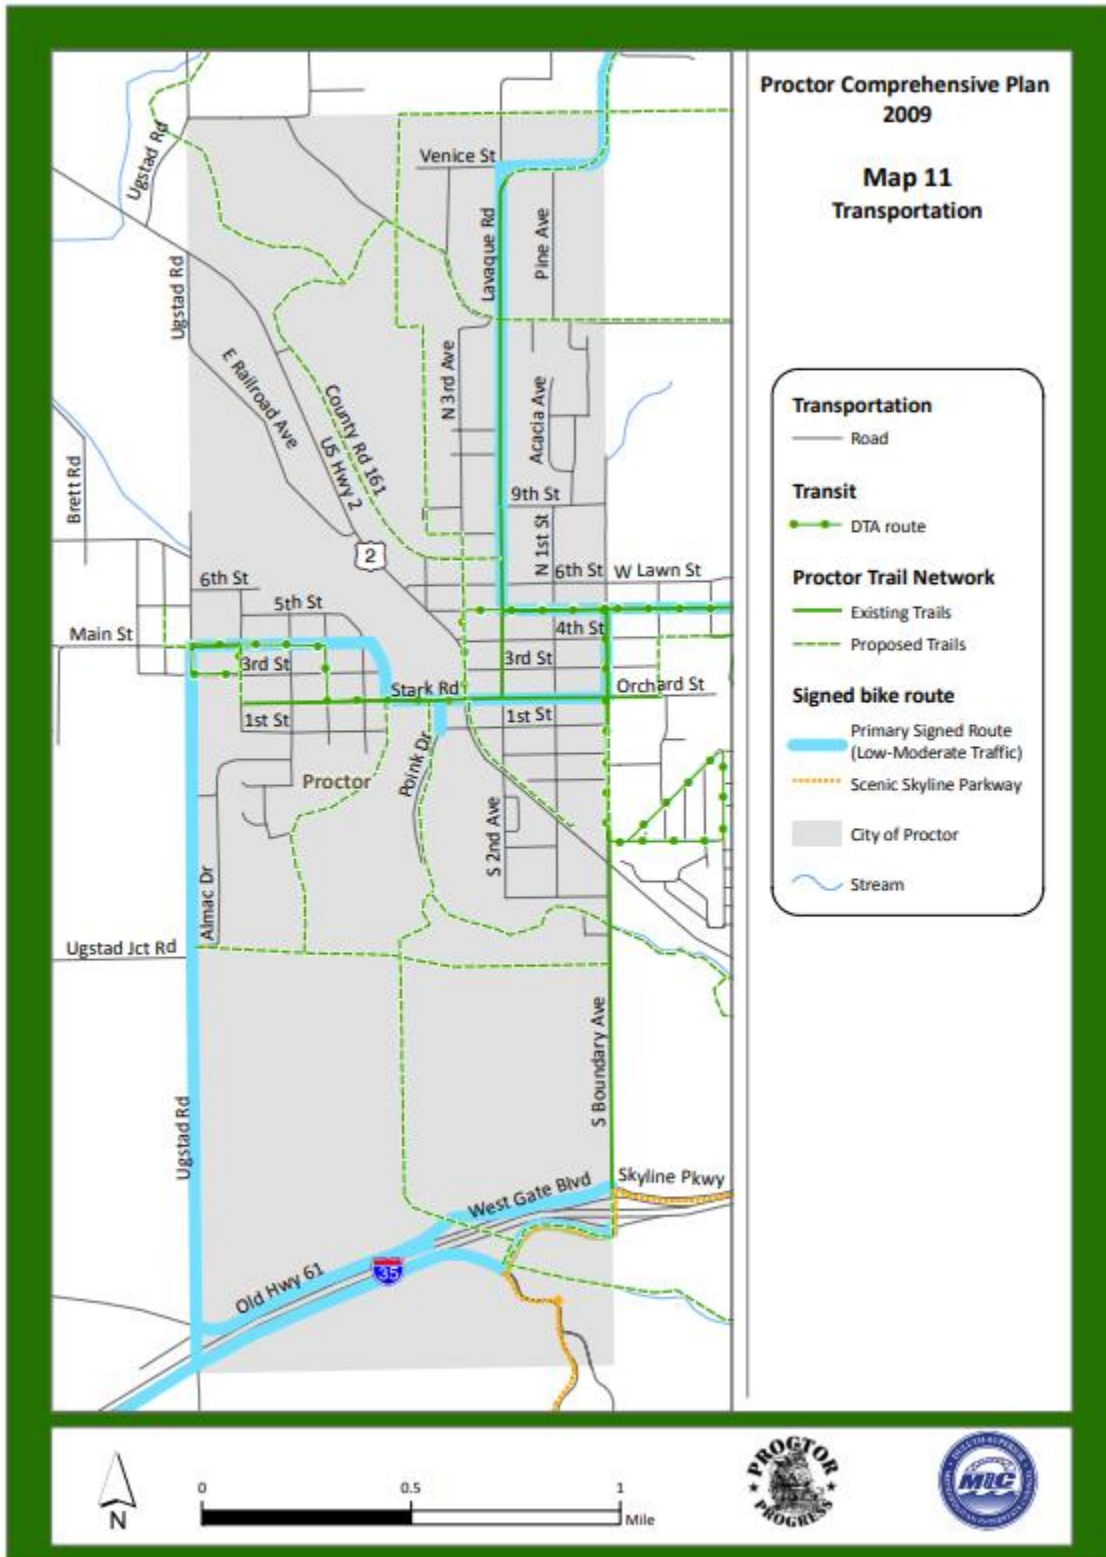 Proctor Comprehensive Plan
2009
Map 11
Transportation
Transportation
Road
Transit
DTA route
Proctor Trail Network
Existing Trails
Proposed Trails
Signed bike route
Primary Signed Route
(Low-Moderate Traffic)
Scenic Skyline Parkway
City of Proctor
Stream
Ugstad Rd
Venice St
Lavaque Rd
Pine Ave
Ugstad Rd
E Railroad Ave
County Rd 161
US Hwy 2
N 3rd Ave
Acacia Ave
Brett Rd
9th St
N 1st St
2
6th St
6th St
W Lawn St
5th St
Main St
4th St
3rd St
3rd St
Stark Rd
Orchard St
1st St
1st St
Proctor
Poink Dr
S 2nd Ave
Almac Dr
Ugstad Jct Rd
S Boundary Ave
Ugstad Rd
Skyline Pkwy
West Gate Blvd
Old Hwy 61
35
N
0
0.5
1
Mile
PROCTOR
PROGRESS
MIC